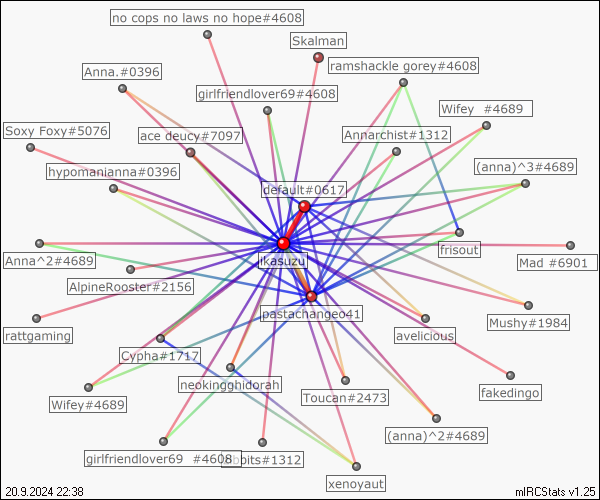 no cops no laws no hope#4608
Skalman
ramshackle gorey#4608
Anna.#0396
girlfriendlover69#4608
Wifey #4689
Soxy Foxy#5076
ace deucy#7097
Annarchist#1312
hypomanianna#0396
(anna)^3#4689
default#0617
Anna^2#4689
ikasuzu
frisout
Mad #6901
AlpineRooster#2156
rattgaming
pastachangeo41
Mushy#1984
avelicious
Cypha#1717
neokingghidorah
Toucan#2473
fakedingo
Wifey#4689
(anna)^2#4689
girlfriendlover69 #4608
bbits#1312
xenoyaut
20.9.2024 22:38
mIRCStats v1.25